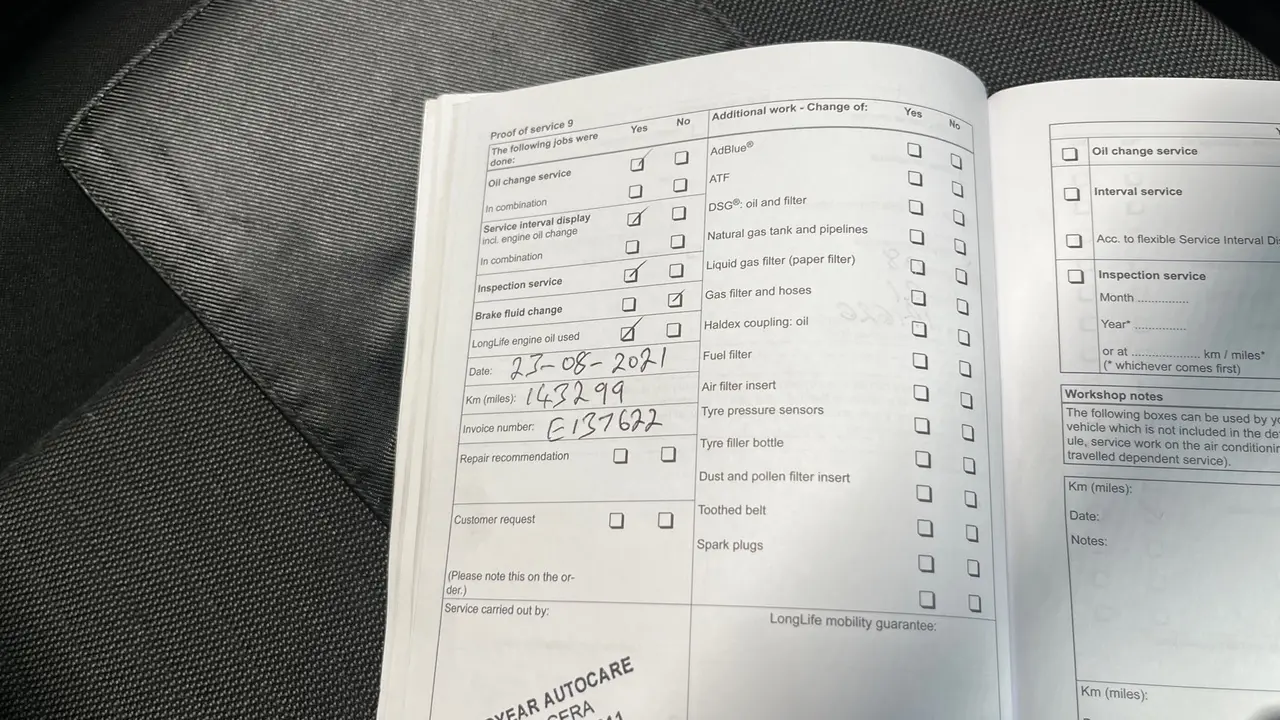 Proof of service 9
The following jobs were done: Yes No
Oil change service
In combination
Service interval display
incl. engine oil change
In combination
Inspection service
Brake fluid change
LongLife engine oil used
Date: 23-08-2021
Km (miles): 143299
Invoice number: E137622
Repair recommendation
Customer request
(Please note this on the or-
der.)
Service carried out by:
YEAR AUTOCARE
Additional work - Change of: Yes No
AdBlue®
ATF
DSG®: oil and filter
Natural gas tank and pipelines
Liquid gas filter (paper filter)
Gas filter and hoses
Haldex coupling: oil
Fuel filter
Air filter insert
Tyre pressure sensors
Tyre filler bottle
Dust and pollen filter insert
Toothed belt
Spark plugs
LongLife mobility guarantee:
Oil change service
Interval service
Acc. to flexible Service Interval
Inspection service
Month ..............
Year* ..............
or at ................... km / miles*
(* whichever comes first)
Workshop notes
The following boxes can be used by
vehicle which is not included in the
ule, service work on the air
travelled dependent service).
Km (miles):
Date:
Notes:
Km (miles):